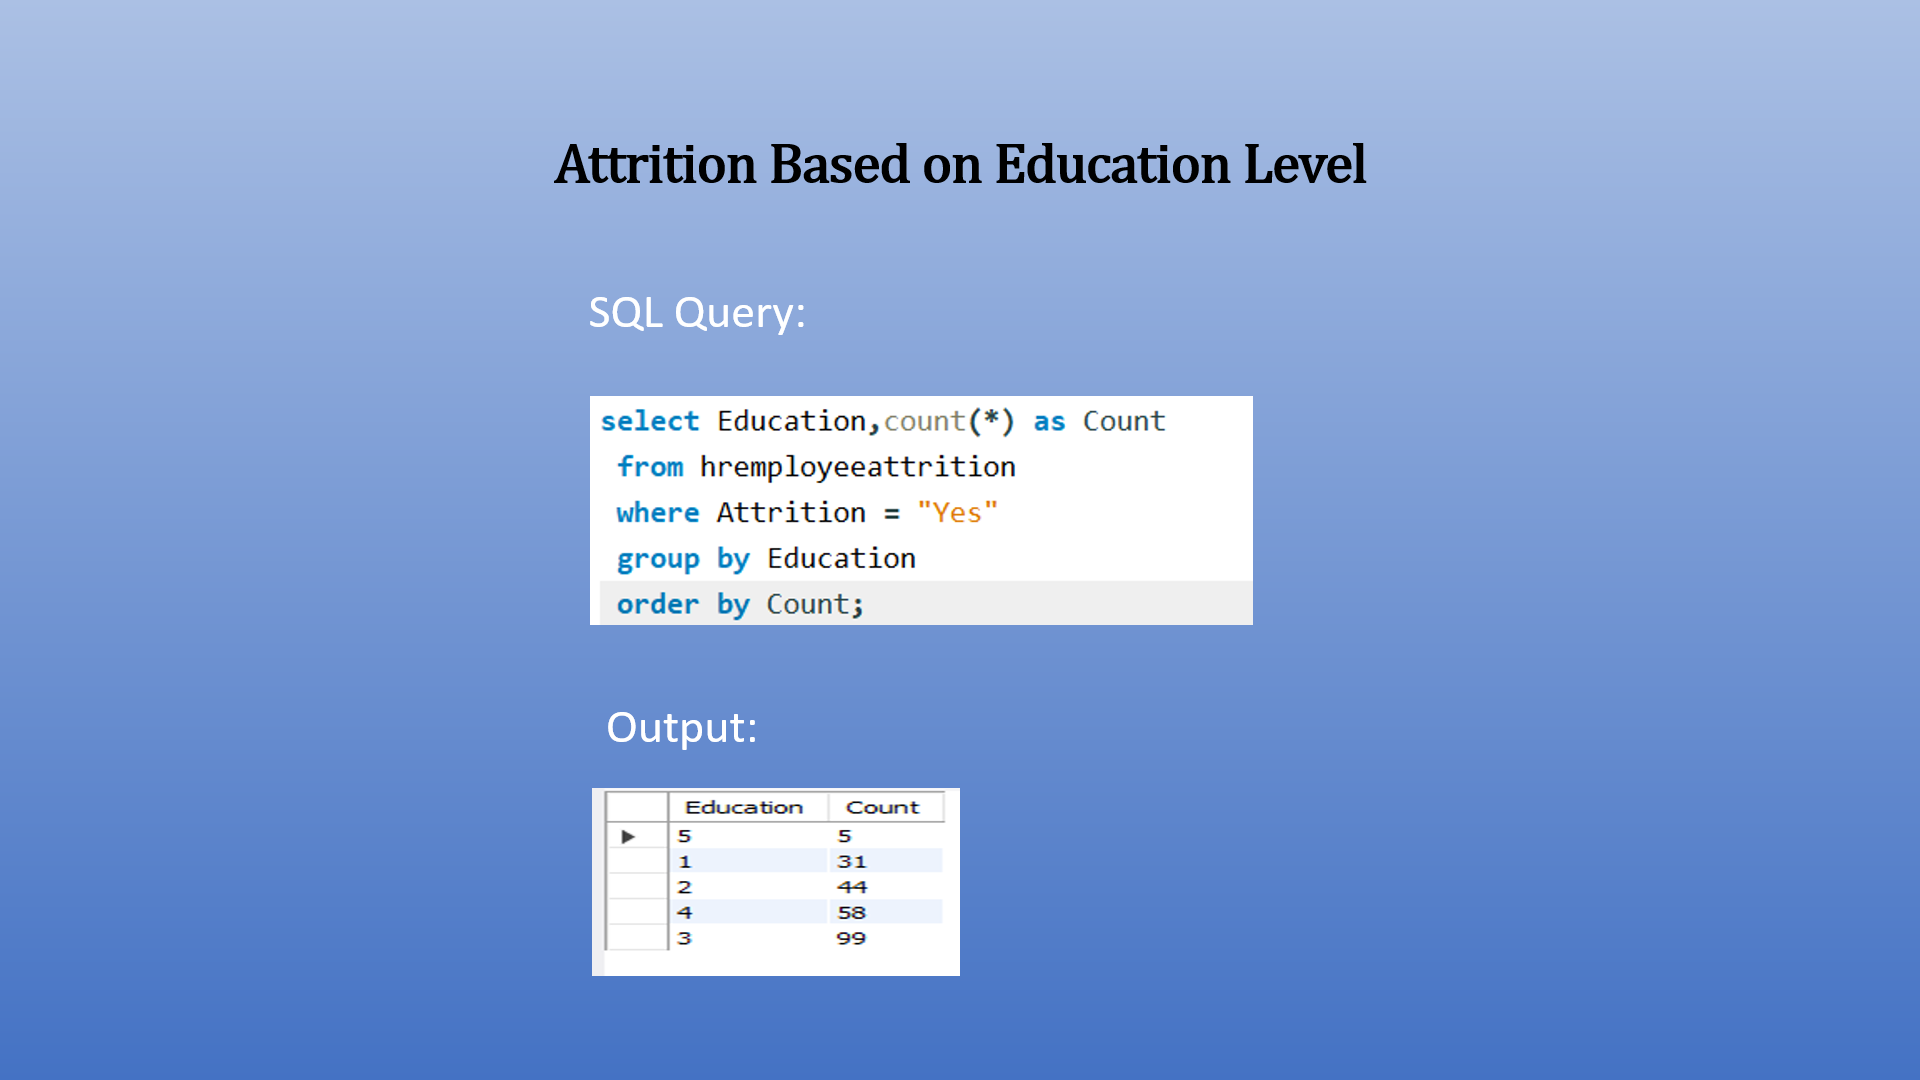 Attrition Based on Education Level
SQL Query:
select Education,count(*) as Count
from hremployeeattrition
where Attrition = "Yes"
group by Education
order by Count;
Output:
Education Count
5 5
1 31
2 44
4 58
3 99